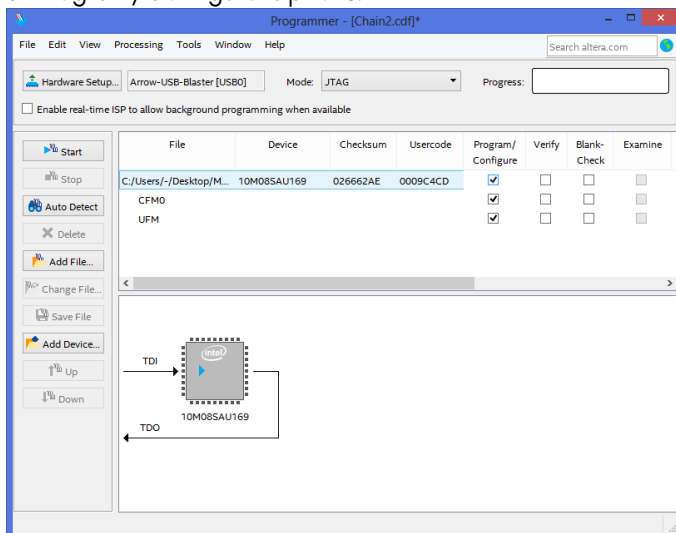 Programmer - [Chain2.cdf]*
File Edit View Processing Tools Window Help
Search altera.com
Hardware Setup... Arrow-USB-Blaster [USB0] Mode: JTAG Progress:
Enable real-time ISP to allow background programming when available
Start
Stop
Auto Detect
Delete
Add File...
Change File...
Save File
Add Device...
Up
Down
File Device Checksum Usercode Program/ Configure Verify Blank- Check Examine
C:/Users/-/Desktop/M... 10M08SAU169 026662AE 0009C4CD
CFM0
UFM
TDI
intel
10M08SAU169
TDO